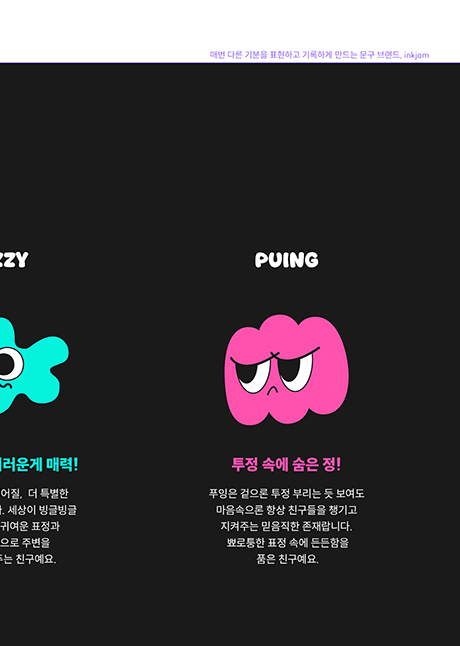 매번 다른 기분을 표현하고 기록하게 만드는 문구 브랜드, inkjam
ZZY
PUING
러운게 매력!
투정 속에 숨은 정!
어질, 더 특별한
. 세상이 빙글빙글
귀여운 표정과
으로 주변을
는 친구예요.
푸잉은 겉으론 투정 부리는 듯 보여도
마음속으론 항상 친구들을 챙기고
지켜주는 믿음직한 존재랍니다.
뾰로통한 표정 속에 든든함을
품은 친구예요.